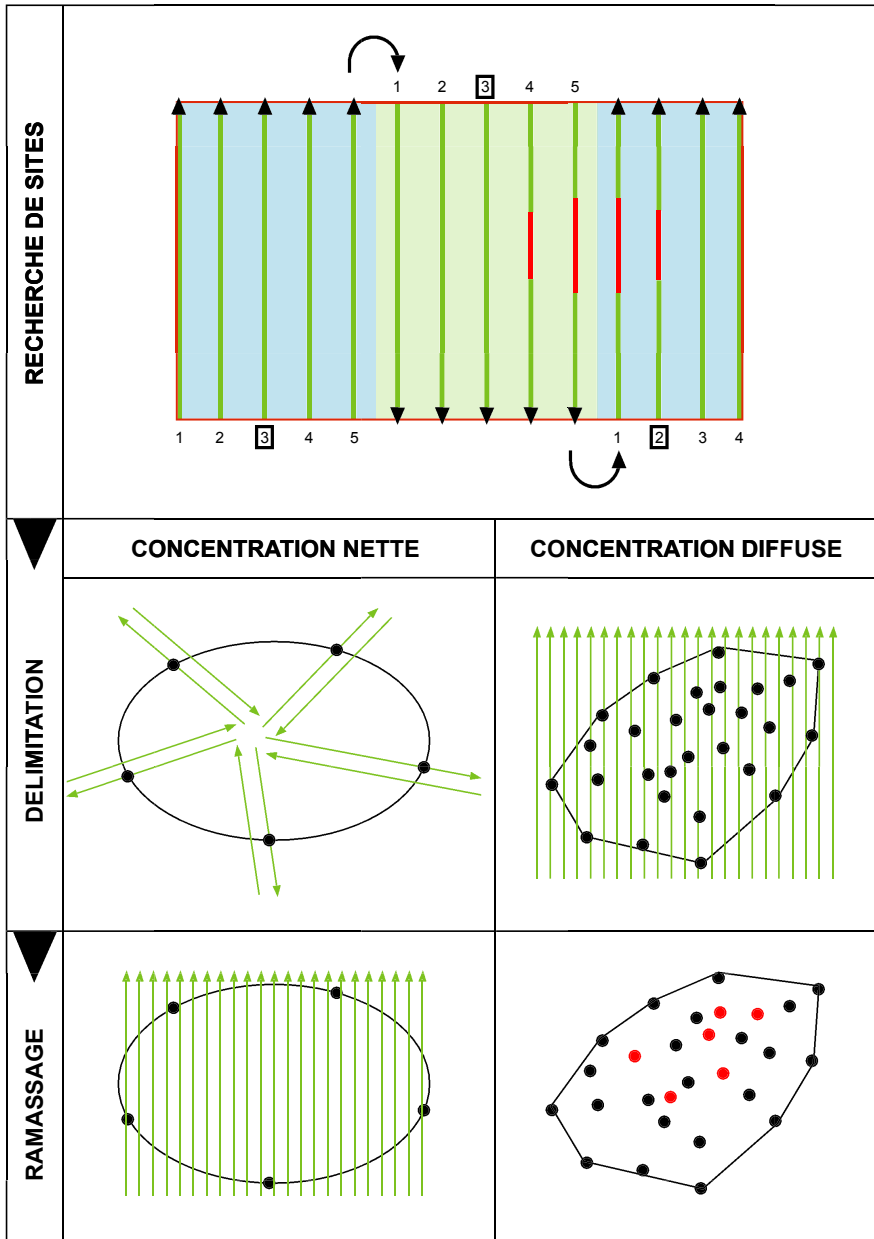 RECHERCHE DE SITES
1 2 3 4 5
1 2 3 4 5
1 2 3 4
CONCENTRATION NETTE
CONCENTRATION DIFFUSE
DELIMITATION
RAMASSAGE